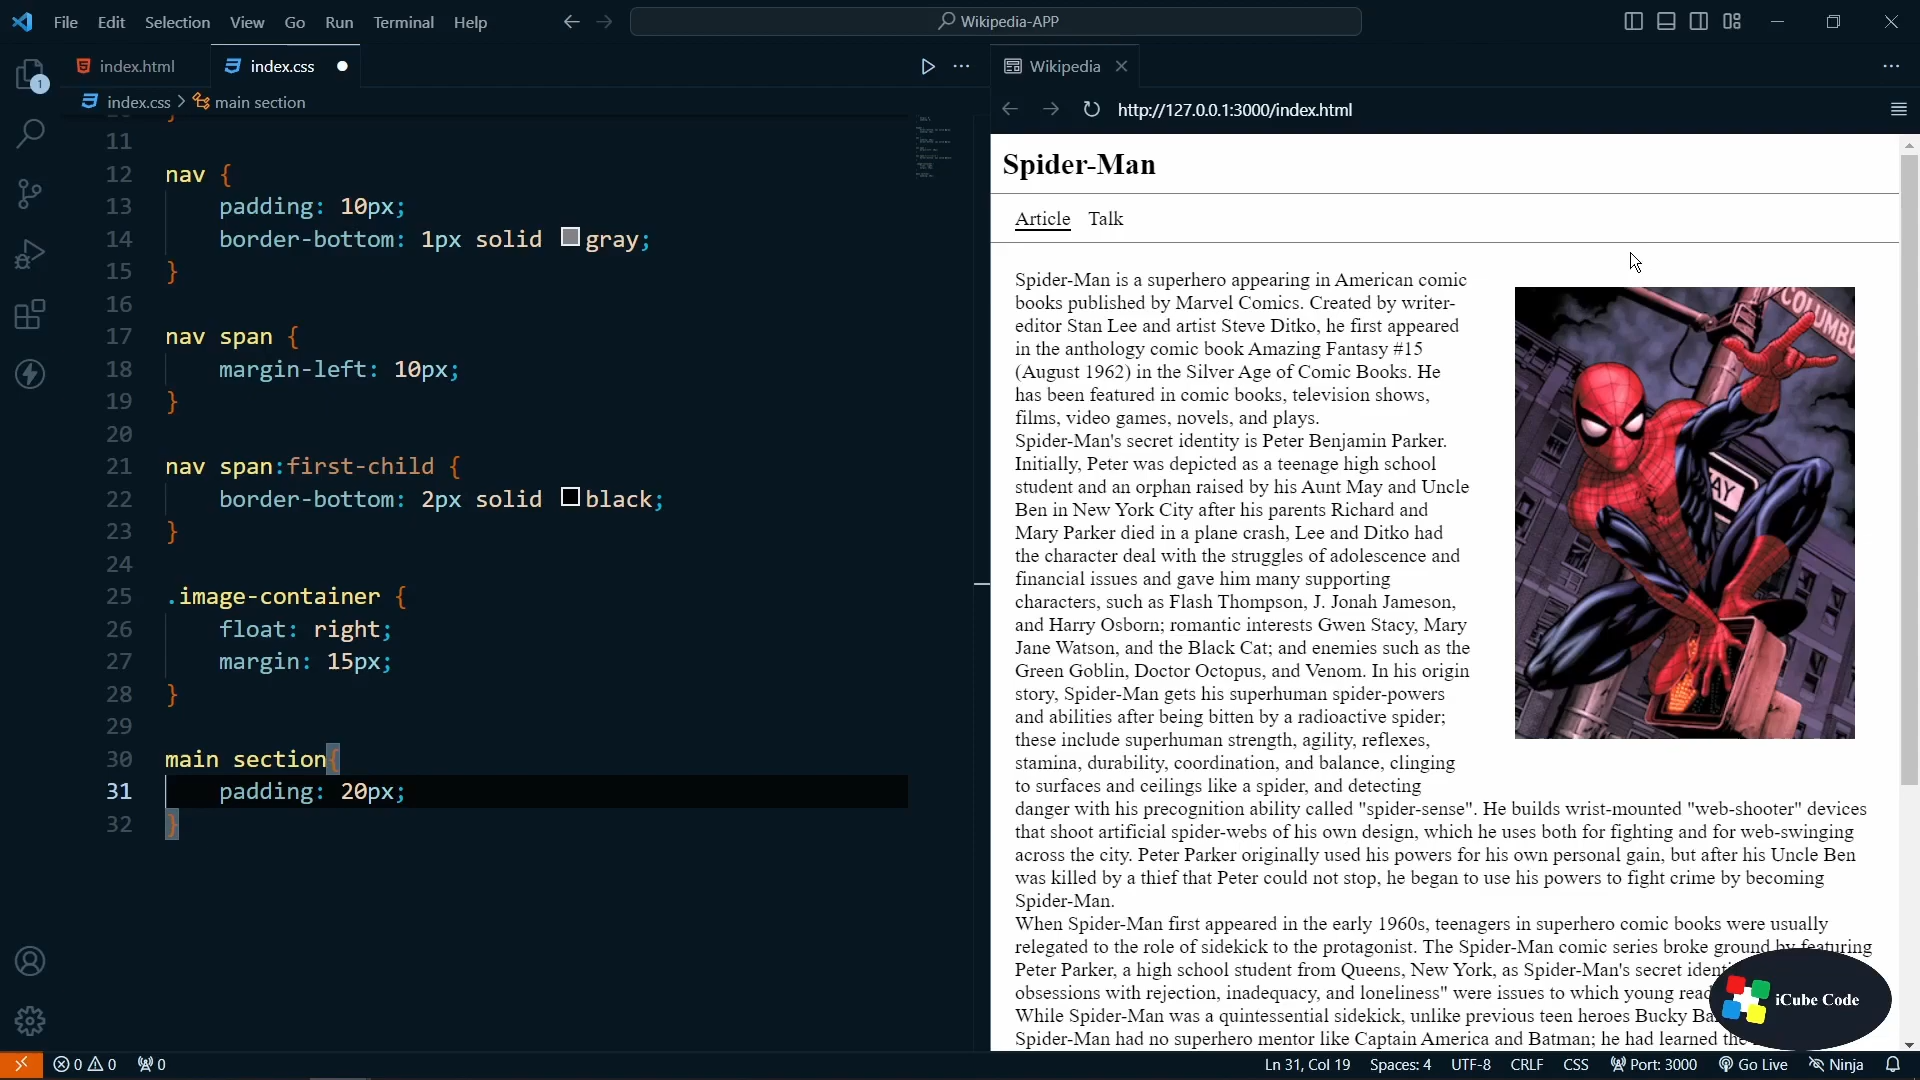 File Edit Selection View Go Run Terminal Help
Wikipedia-APP
index.html
index.css
Wikipedia
index.css > main section
http://127.0.0.1:3000/index.html
11
12 nav {
13 padding: 10px;
14 border-bottom: 1px solid gray;
15 }
16
17 nav span {
18 margin-left: 10px;
19 }
20
21 nav span:first-child {
22 border-bottom: 2px solid black;
23 }
24
25 .image-container {
26 float: right;
27 margin: 15px;
28 }
29
30 main section{
31 padding: 20px;
32 }
1
Spider-Man
Article Talk
Spider-Man is a superhero appearing in American comic
books published by Marvel Comics. Created by writer-
editor Stan Lee and artist Steve Ditko, he first appeared
in the anthology comic book Amazing Fantasy #15
(August 1962) in the Silver Age of Comic Books. He
has been featured in comic books, television shows,
films, video games, novels, and plays.
Spider-Man's secret identity is Peter Benjamin Parker.
Initially, Peter was depicted as a teenage high school
student and an orphan raised by his Aunt May and Uncle
Ben in New York City after his parents Richard and
Mary Parker died in a plane crash, Lee and Ditko had
the character deal with the struggles of adolescence and
financial issues and gave him many supporting
characters, such as Flash Thompson, J. Jonah Jameson,
and Harry Osborn; romantic interests Gwen Stacy, Mary
Jane Watson, and the Black Cat; and enemies such as the
Green Goblin, Doctor Octopus, and Venom. In his origin
story, Spider-Man gets his superhuman spider-powers
and abilities after being bitten by a radioactive spider;
these include superhuman strength, agility, reflexes,
stamina, durability, coordination, and balance, clinging
to surfaces and ceilings like a spider, and detecting
danger with his precognition ability called "spider-sense". He builds wrist-mounted "web-shooter" devices
that shoot artificial spider-webs of his own design, which he uses both for fighting and for web-swinging
across the city. Peter Parker originally used his powers for his own personal gain, but after his Uncle Ben
was killed by a thief that Peter could not stop, he began to use his powers to fight crime by becoming
Spider-Man.
When Spider-Man first appeared in the early 1960s, teenagers in superhero comic books were usually
relegated to the role of sidekick to the protagonist. The Spider-Man comic series broke ground by featuring
Peter Parker, a high school student from Queens, New York, as Spider-Man's secret
obsessions with rejection, inadequacy, and loneliness" were issues to which young
While Spider-Man was a quintessential sidekick, unlike previous teen heroes Bucky
Spider-Man had no superhero mentor like Captain America and Batman; he had learned
COLUMBU
AY
iCube Code
0 0 0 Ln 31, Col 19 Spaces: 4 UTF-8 CRLF CSS Port: 3000 Go Live Ninja